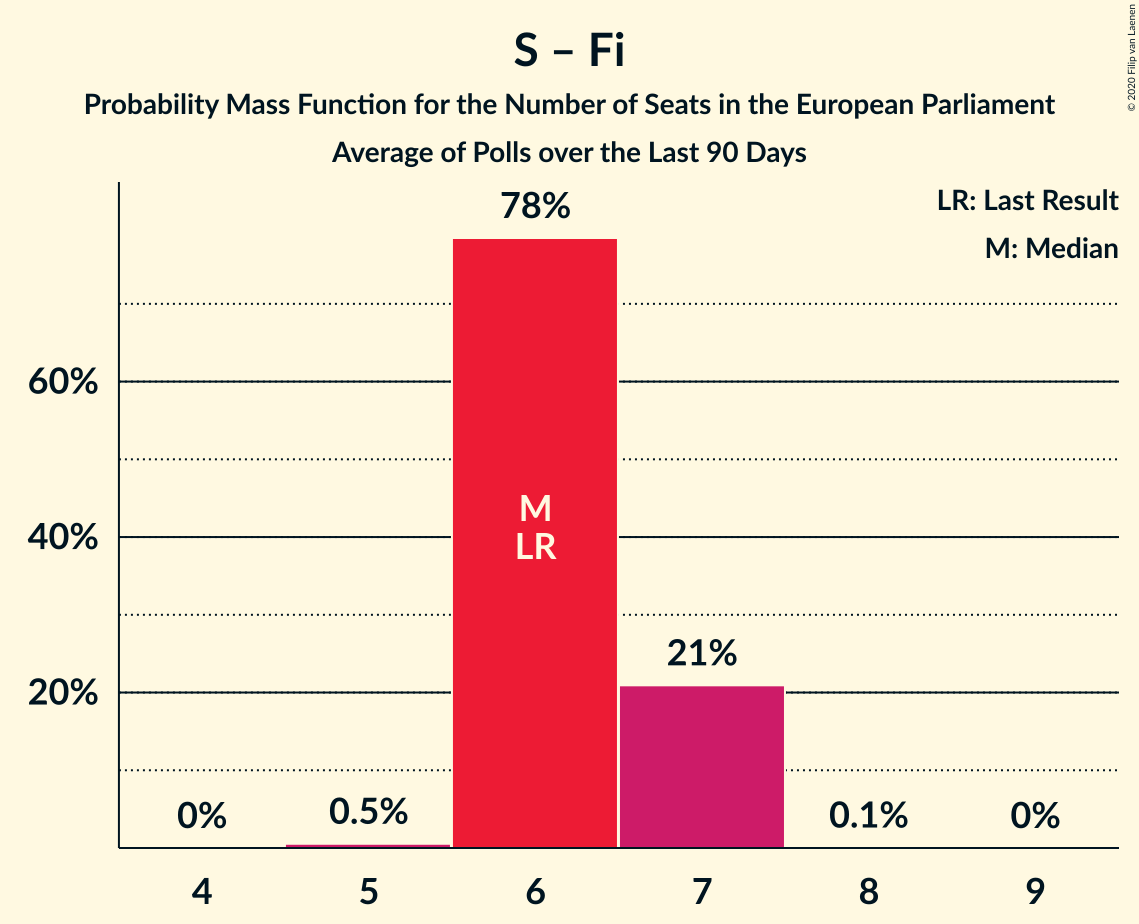 S – Fi
Probability Mass Function for the Number of Seats in the European Parliament
Average of Polls over the Last 90 Days
© 2020 Filip van Laenen
LR: Last Result
M: Median
78%
60%
M
40%
LR
21%
20%
0%
0.5%
0.1%
0%
4
5
6
7
8
9